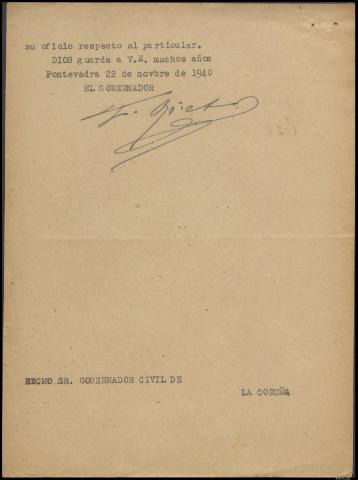 su oficio respecto al particular.
DIOS guarde a V.E. muchos años
Pontevedra 22 de novbre de 1940
EL GOBERNADOR
EXCMO SR. GOBERNADOR CIVIL DE
LA CORUÑA